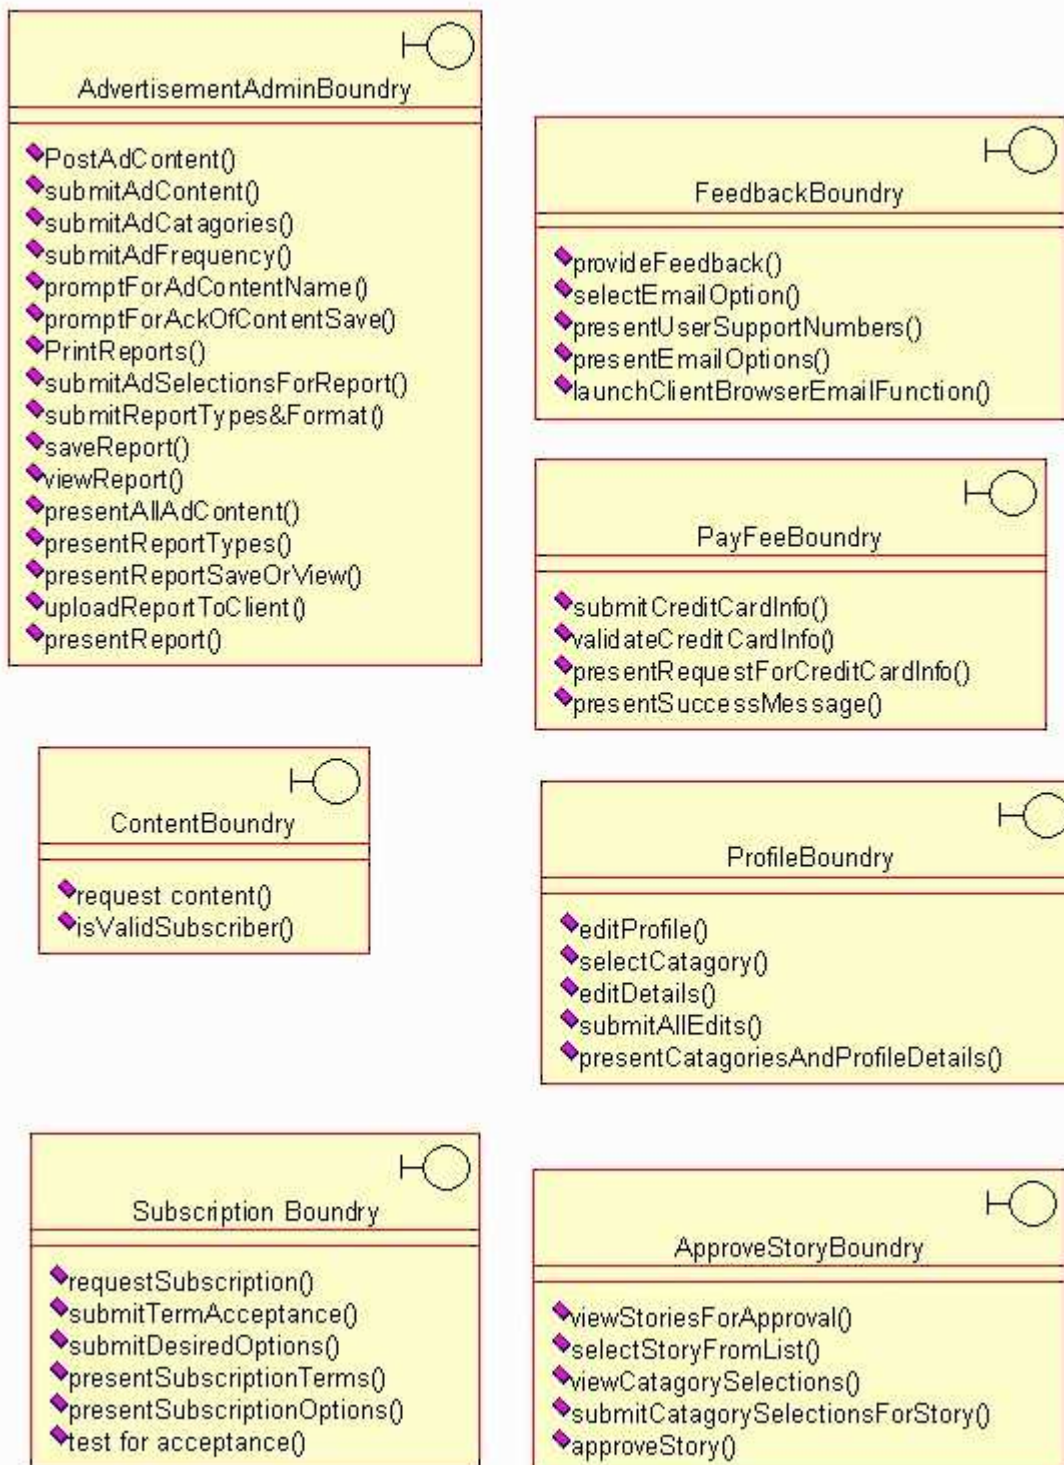 AdvertisementAdminBoundry
PostAdContent()
submitAdContent()
submitAdCatagories()
submitAdFrequency()
promptForAdContentName()
promptForAckOfContentSave()
PrintReports()
submitAdSelectionsForReport()
submitReportTypes&Format()
saveReport()
viewReport()
presentAllAdContent()
presentReportTypes()
presentReportSaveOrView()
uploadReportToClient()
presentReport()
FeedbackBoundry
provideFeedback()
selectEmailOption()
presentUserSupportNumbers()
presentEmailOptions()
launchClientBrowserEmailFunction()
PayFeeBoundry
submitCreditCardInfo()
validateCreditCardInfo()
presentRequestForCreditCardInfo()
presentSuccessMessage()
ContentBoundry
request content()
isValidSubscriber()
ProfileBoundry
editProfile()
selectCatagory()
editDetails()
submitAllEdits()
presentCatagoriesAndProfileDetails()
Subscription Boundry
requestSubscription()
submitTermAcceptance()
submitDesiredOptions()
presentSubscriptionTerms()
presentSubscriptionOptions()
test for acceptance()
ApproveStoryBoundry
viewStoriesForApproval()
selectStoryFromList()
viewCatagorySelections()
submitCatagorySelectionsForStory()
approveStory()